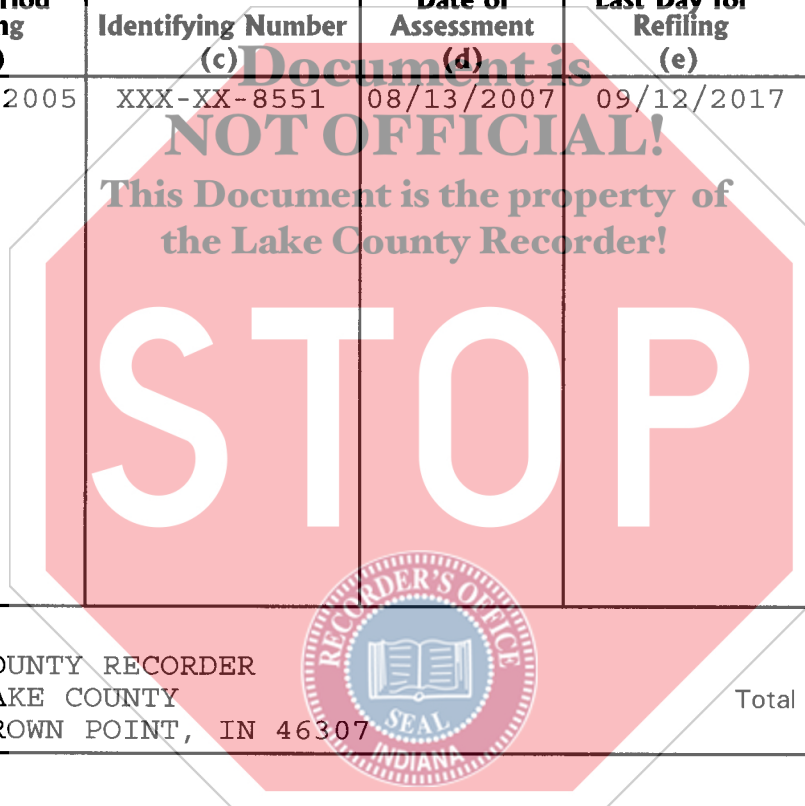 Date of Last Day for
Identifying Number Assessment Refiling
(c) (d) (e)
Document is
2005 XXX-XX-8551 08/13/2007 09/12/2017
NOT OFFICIAL!
This Document is the property of
the Lake County Recorder!
STOP
RECORDER'S OFFICE
SEAL
INDIANA
OUNTY RECORDER
AKE COUNTY Total
ROWN POINT, IN 46307